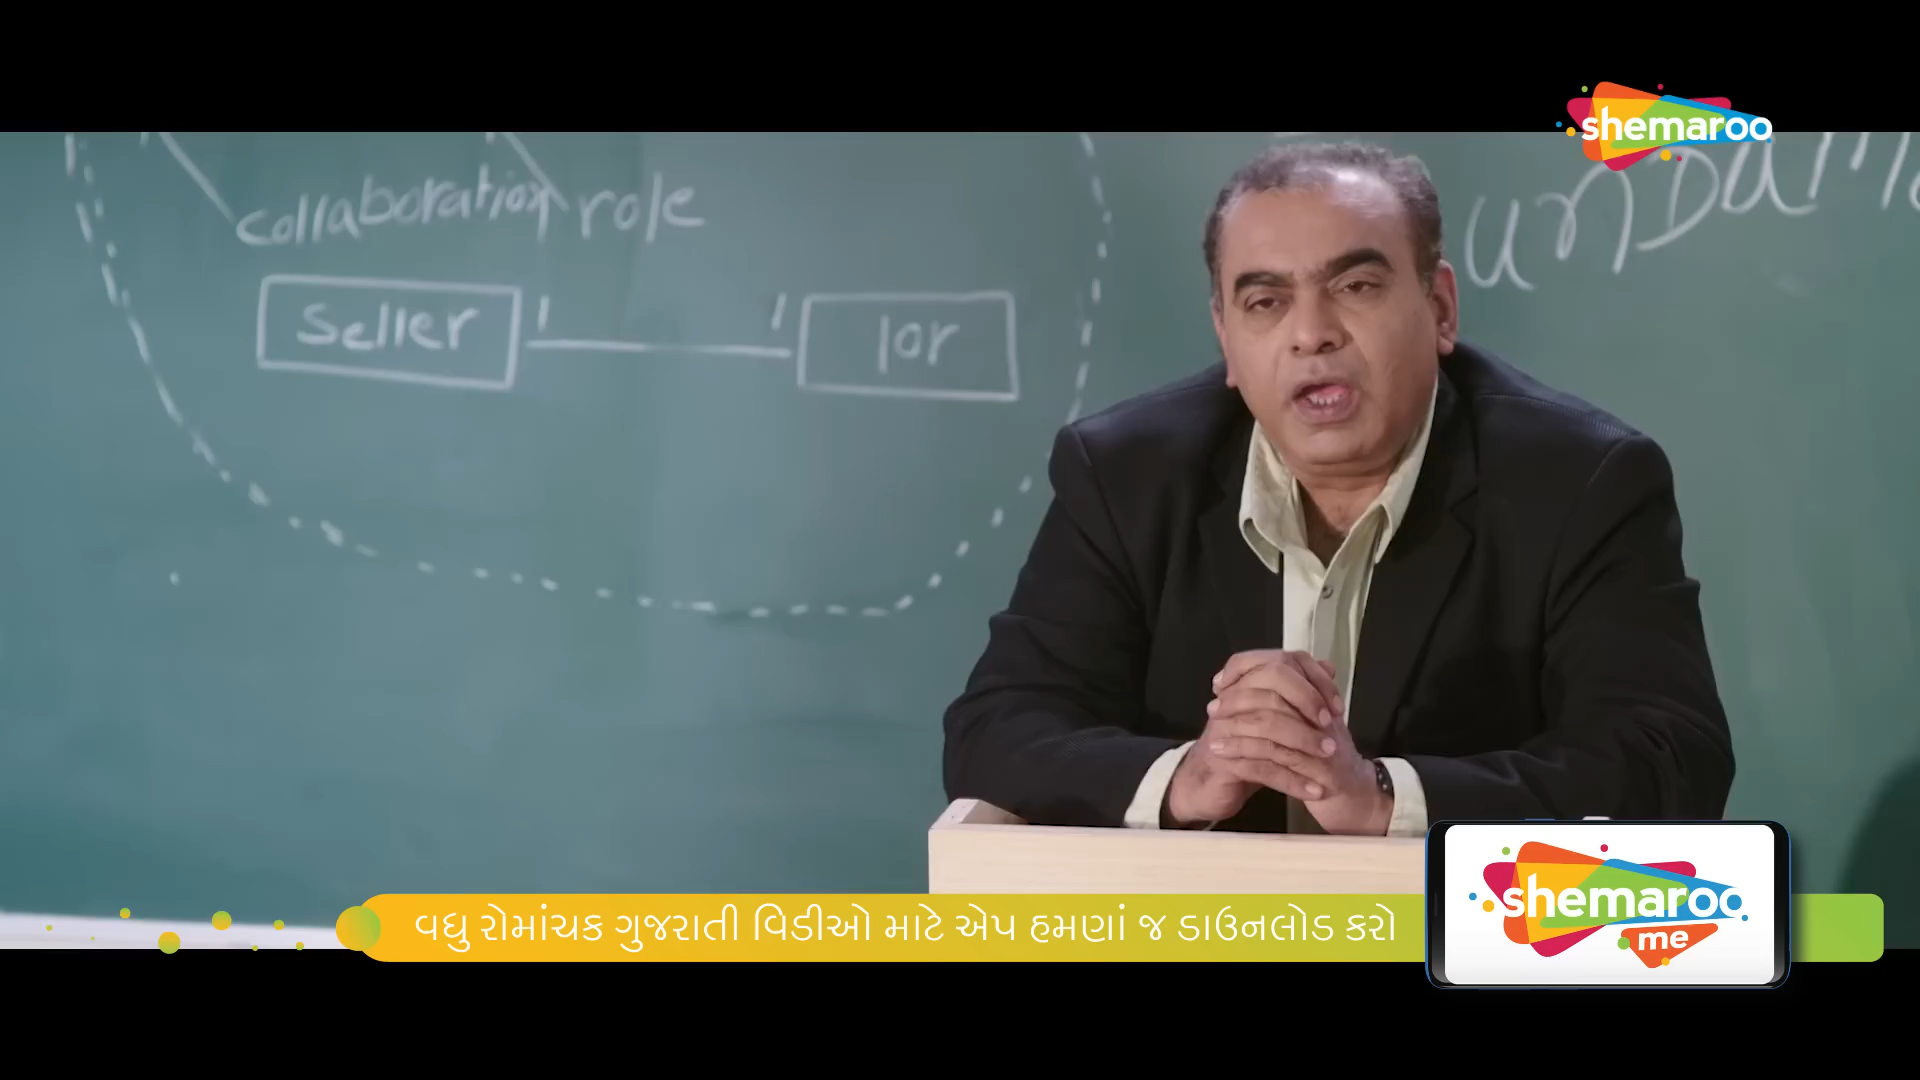 shemaroo
collaboration role
Seller
1
1
lor
વધુ રોમાંચક ગુજરાતી વિડીઓ માટે એપ હમણાં જ ડાઉનલોડ કરો
shemaroo
me